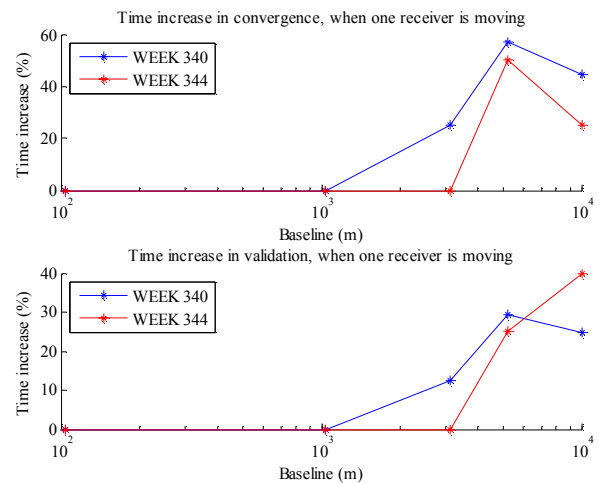 Time increase in convergence, when one receiver is moving
Time increase (%)
60
40
20
0
WEEK 340
WEEK 344
10^2
10^3
10^4
Baseline (m)
Time increase in validation, when one receiver is moving
Time increase (%)
40
30
20
10
0
WEEK 340
WEEK 344
10^2
10^3
10^4
Baseline (m)